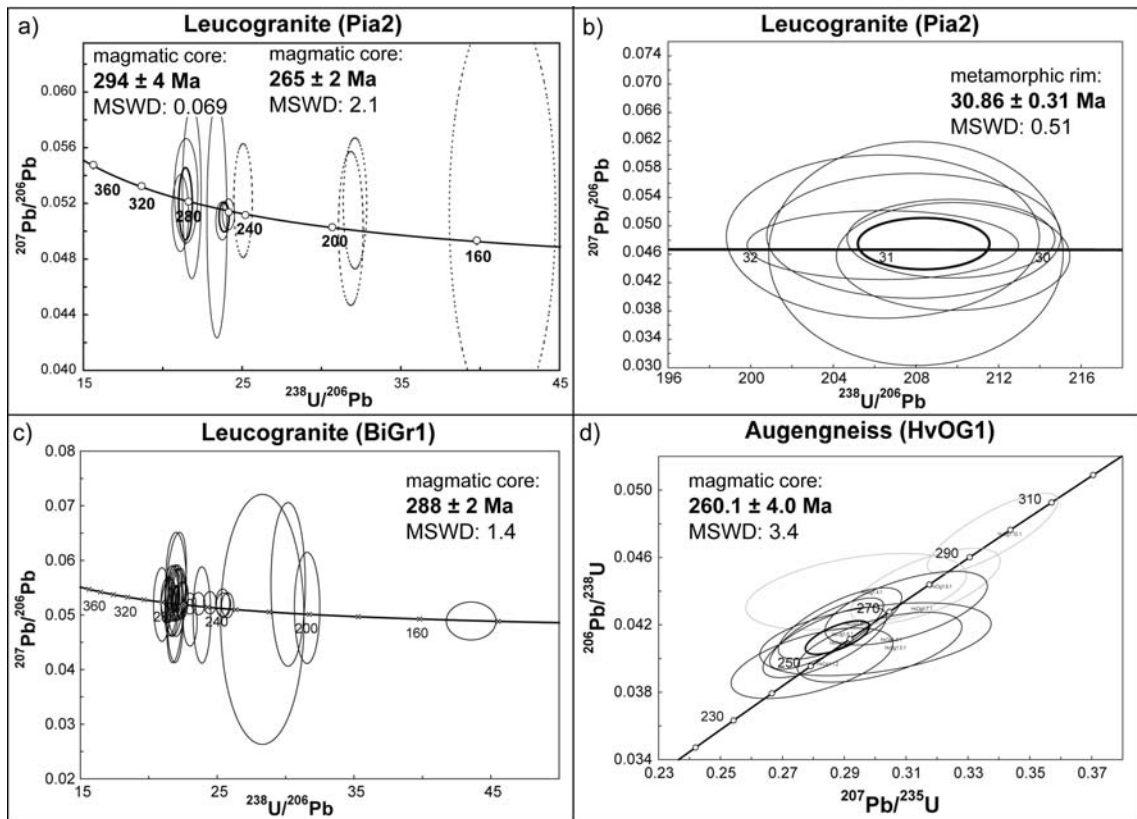 a)
Leucogranite (Pia2)
magmatic core:
294 ± 4 Ma
MSWD: 0.069
magmatic core:
265 ± 2 Ma
MSWD: 2.1
0.060
0.056
0.052
0.048
0.044
0.040
207Pb/206Pb
360
320
280
240
200
160
15
25
35
45
238U/206Pb
b)
Leucogranite (Pia2)
metamorphic rim:
30.86 ± 0.31 Ma
MSWD: 0.51
0.074
0.070
0.066
0.062
0.058
0.054
0.050
0.046
0.042
0.038
0.034
0.030
207Pb/206Pb
32
31
30
196
200
204
208
212
216
238U/206Pb
c)
Leucogranite (BiGr1)
magmatic core:
288 ± 2 Ma
MSWD: 1.4
0.08
0.07
0.06
0.05
0.04
0.03
0.02
207Pb/206Pb
360
320
240
200
160
15
25
35
45
238U/206Pb
d)
Augengneiss (HvOG1)
magmatic core:
260.1 ± 4.0 Ma
MSWD: 3.4
0.050
0.046
0.042
0.038
0.034
206Pb/238U
310
290
270
250
230
0.23
0.25
0.27
0.29
0.31
0.33
0.35
0.37
207Pb/235U